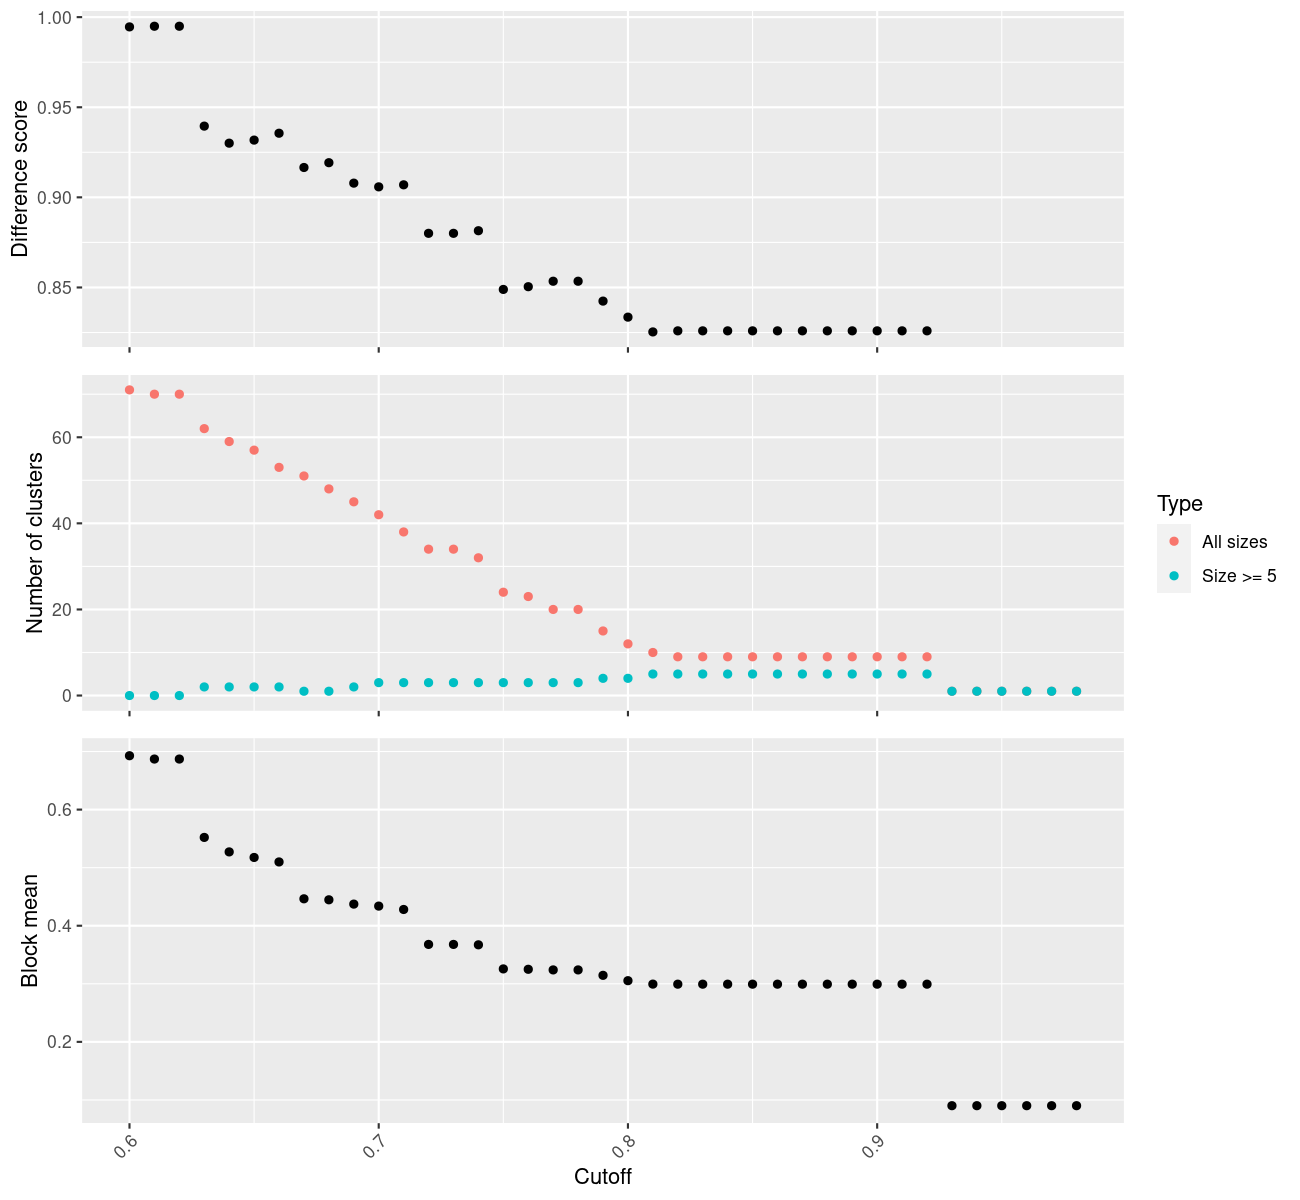 1.00
0.95
0.90
0.85
Difference score
60
40
20
0
Number of clusters
Type
All sizes
Size >= 5
0.6
0.4
0.2
Block mean
0.6
0.7
0.8
0.9
Cutoff